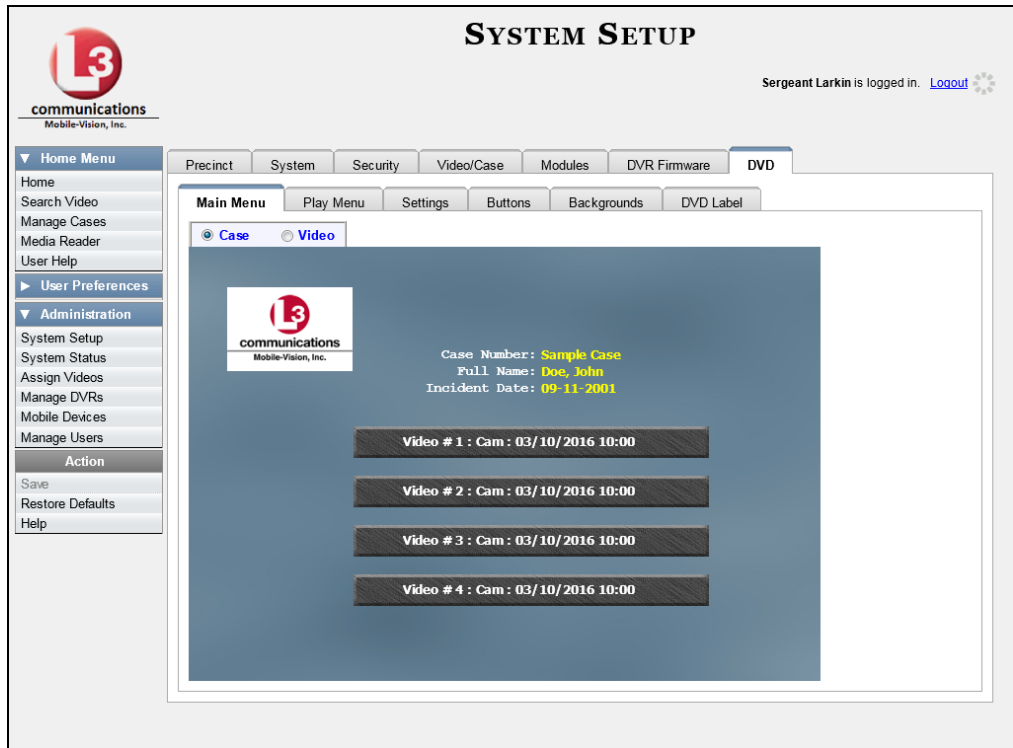 SYSTEM SETUP
L3
communications
Mobile-Vision, Inc.
Sergeant Larkin is logged in. Logout
Home Menu
Home
Search Video
Manage Cases
Media Reader
User Help
User Preferences
Administration
System Setup
System Status
Assign Videos
Manage DVRs
Mobile Devices
Manage Users
Action
Save
Restore Defaults
Help
Precinct System Security Video/Case Modules DVR Firmware DVD
Main Menu Play Menu Settings Buttons Backgrounds DVD Label
Case Video
L3
communications
Mobile-Vision, Inc.
Case Number: Sample Case
Full Name: Doe, John
Incident Date: 09-11-2001
Video # 1 : Cam : 03/10/2016 10:00
Video # 2 : Cam : 03/10/2016 10:00
Video # 3 : Cam : 03/10/2016 10:00
Video # 4 : Cam : 03/10/2016 10:00